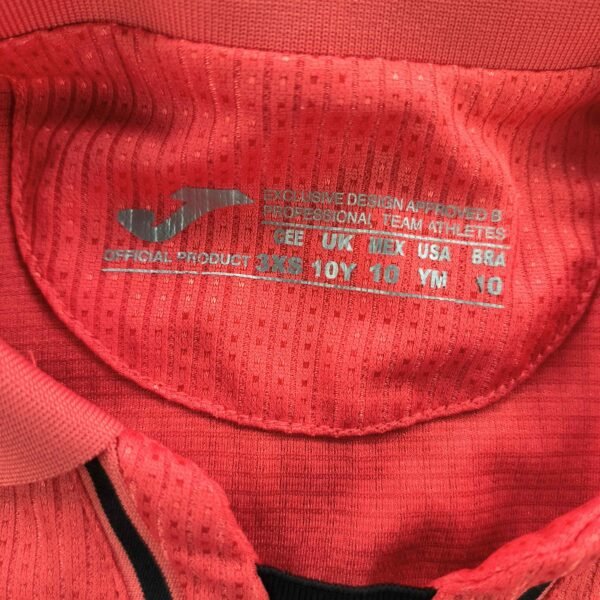 EXCLUSIVE DESIGN APPROVED B
PROFESSIONAL TEAM ATHLETES
CEE UK MEX USA BRA
OFFICIAL PRODUCT 3XS 10Y 10 YM 10